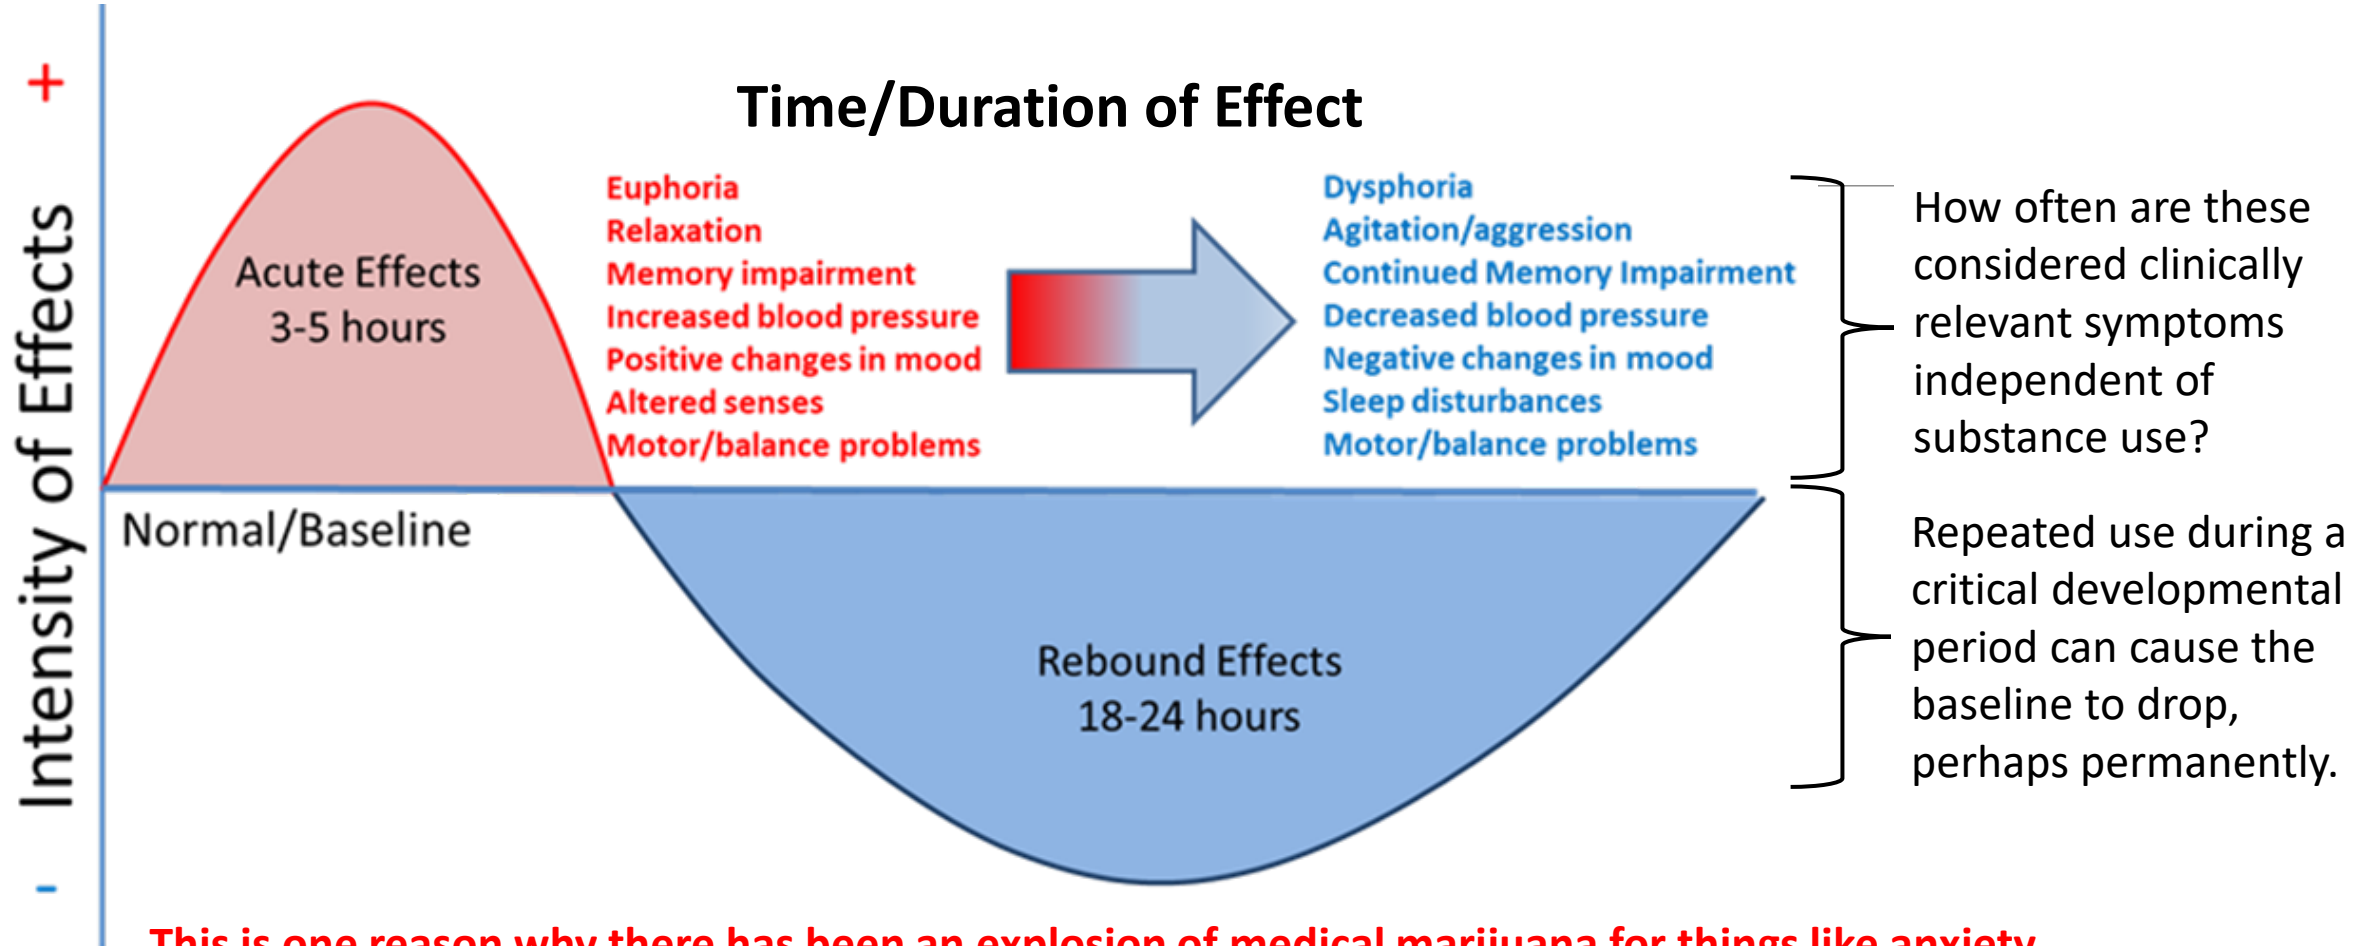 Time/Duration of Effect
+
Intensity of Effects
-
Acute Effects
3-5 hours
Euphoria
Relaxation
Memory impairment
Increased blood pressure
Positive changes in mood
Altered senses
Motor/balance problems
Dysphoria
Agitation/aggression
Continued Memory Impairment
Decreased blood pressure
Negative changes in mood
Sleep disturbances
Motor/balance problems
How often are these
considered clinically
relevant symptoms
independent of
substance use?
Normal/Baseline
Rebound Effects
18-24 hours
Repeated use during a
critical developmental
period can cause the
baseline to drop,
perhaps permanently.
This is one reason why there has been an explosion of medical marijuana for things like anxiety